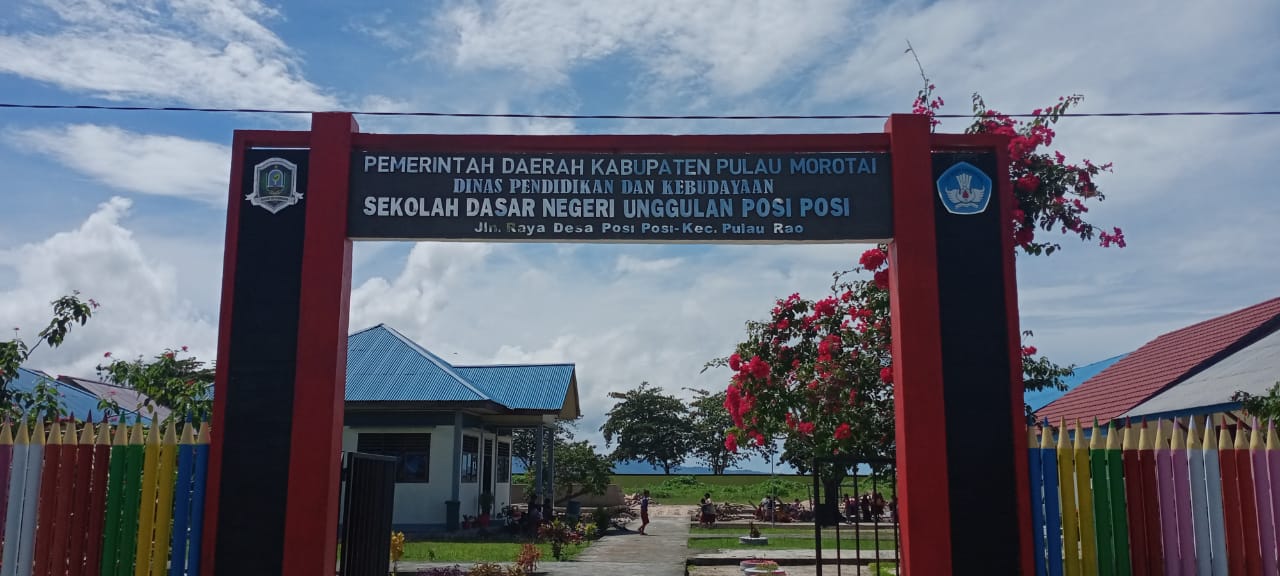 PEMERINTAH DAERAH KABUPATEN PULAU MOROTAI
DINAS PENDIDIKAN DAN KEBUDAYAAN
SEKOLAH DASAR NEGERI UNGGULAN POSI POSI
Jln. Raya Desa Posi Posi-Kec. Pulau Rao